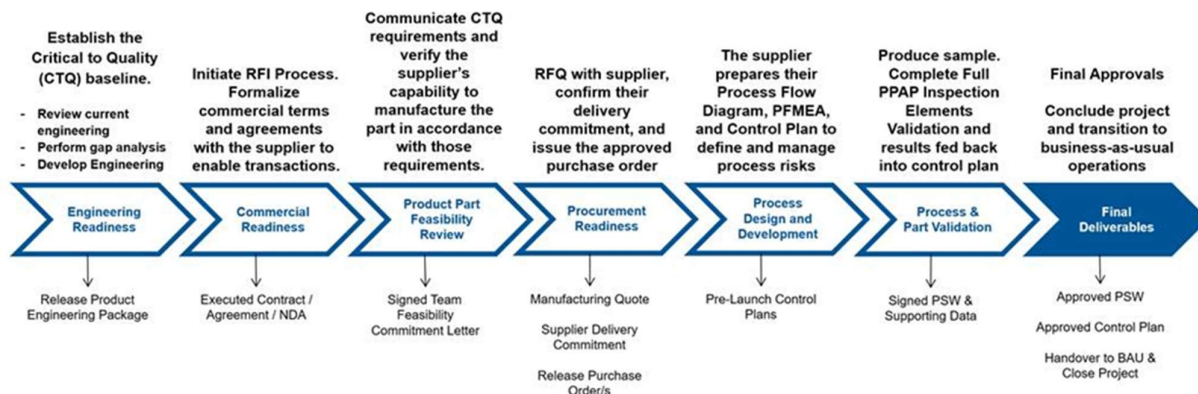 Establish the
Critical to Quality
(CTQ) baseline.
- Review current
engineering
- Perform gap analysis
- Develop Engineering
Initiate RFI Process.
Formalize
commercial terms
and agreements
with the supplier to
enable transactions.
Communicate CTQ
requirements and
verify the
supplier's
capability to
manufacture the
part in accordance
with those
requirements.
RFQ with supplier,
confirm their
delivery
commitment, and
issue the approved
purchase order
The supplier
prepares their
Process Flow
Diagram, PFMEA,
and Control Plan to
define and manage
process risks
Produce sample.
Complete Full
PPAP Inspection
Elements
Validation and
results fed back
into control plan
Final Approvals
Conclude project
and transition to
business-as-usual
operations
Engineering
Readiness
Commercial
Readiness
Product Part
Feasibility
Review
Procurement
Readiness
Process
Design and
Development
Process &
Part Validation
Final
Deliverables
Release Product
Engineering Package
Executed Contract /
Agreement / NDA
Signed Team
Feasibility
Commitment Letter
Manufacturing Quote
Supplier Delivery
Commitment
Release Purchase
Order/s
Pre-Launch Control
Plans
Signed PSW &
Supporting Data
Approved PSW
Approved Control Plan
Handover to BAU &
Close Project